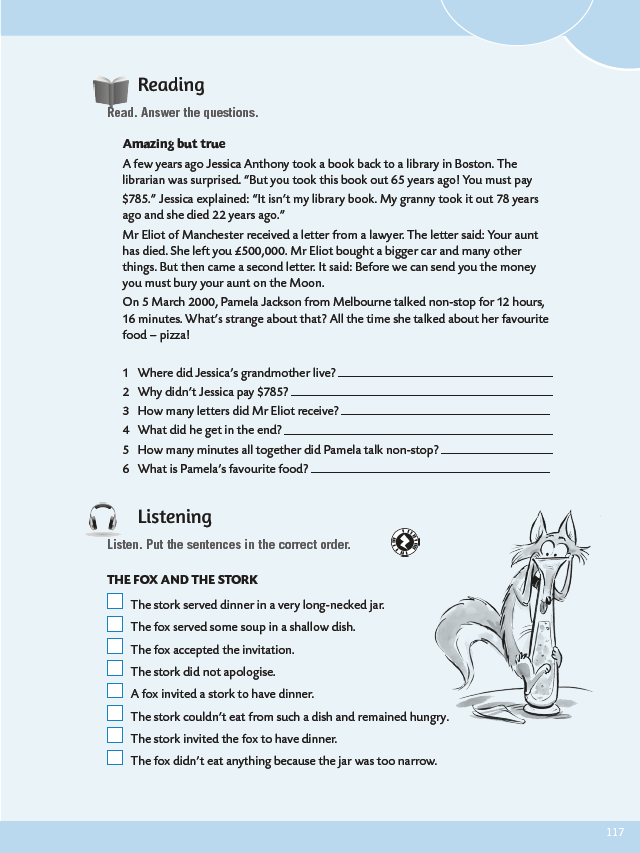 Reading
Read. Answer the questions.
Amazing but true
A few years ago Jessica Anthony took a book back to a library in Boston. The
librarian was surprised. “But you took this book out 65 years ago! You must pay
$785.” Jessica explained: “It isn’t my library book. My granny took it out 78 years
ago and she died 22 years ago.”
Mr Eliot of Manchester received a letter from a lawyer. The letter said: Your aunt
has died. She left you £500,000. Mr Eliot bought a bigger car and many other
things. But then came a second letter. It said: Before we can send you the money
you must bury your aunt on the Moon.
On 5 March 2000, Pamela Jackson from Melbourne talked non-stop for 12 hours,
16 minutes. What’s strange about that? All the time she talked about her favourite
food – pizza!
1 Where did Jessica’s grandmother live?
2 Why didn’t Jessica pay $785?
3 How many letters did Mr Eliot receive?
4 What did he get in the end?
5 How many minutes all together did Pamela talk non-stop?
6 What is Pamela’s favourite food?
Listening
Listen. Put the sentences in the correct order.
THE FOX AND THE STORK
The stork served dinner in a very long-necked jar.
The fox served some soup in a shallow dish.
The fox accepted the invitation.
The stork did not apologise.
A fox invited a stork to have dinner.
The stork couldn’t eat from such a dish and remained hungry.
The stork invited the fox to have dinner.
The fox didn’t eat anything because the jar was too narrow.
117